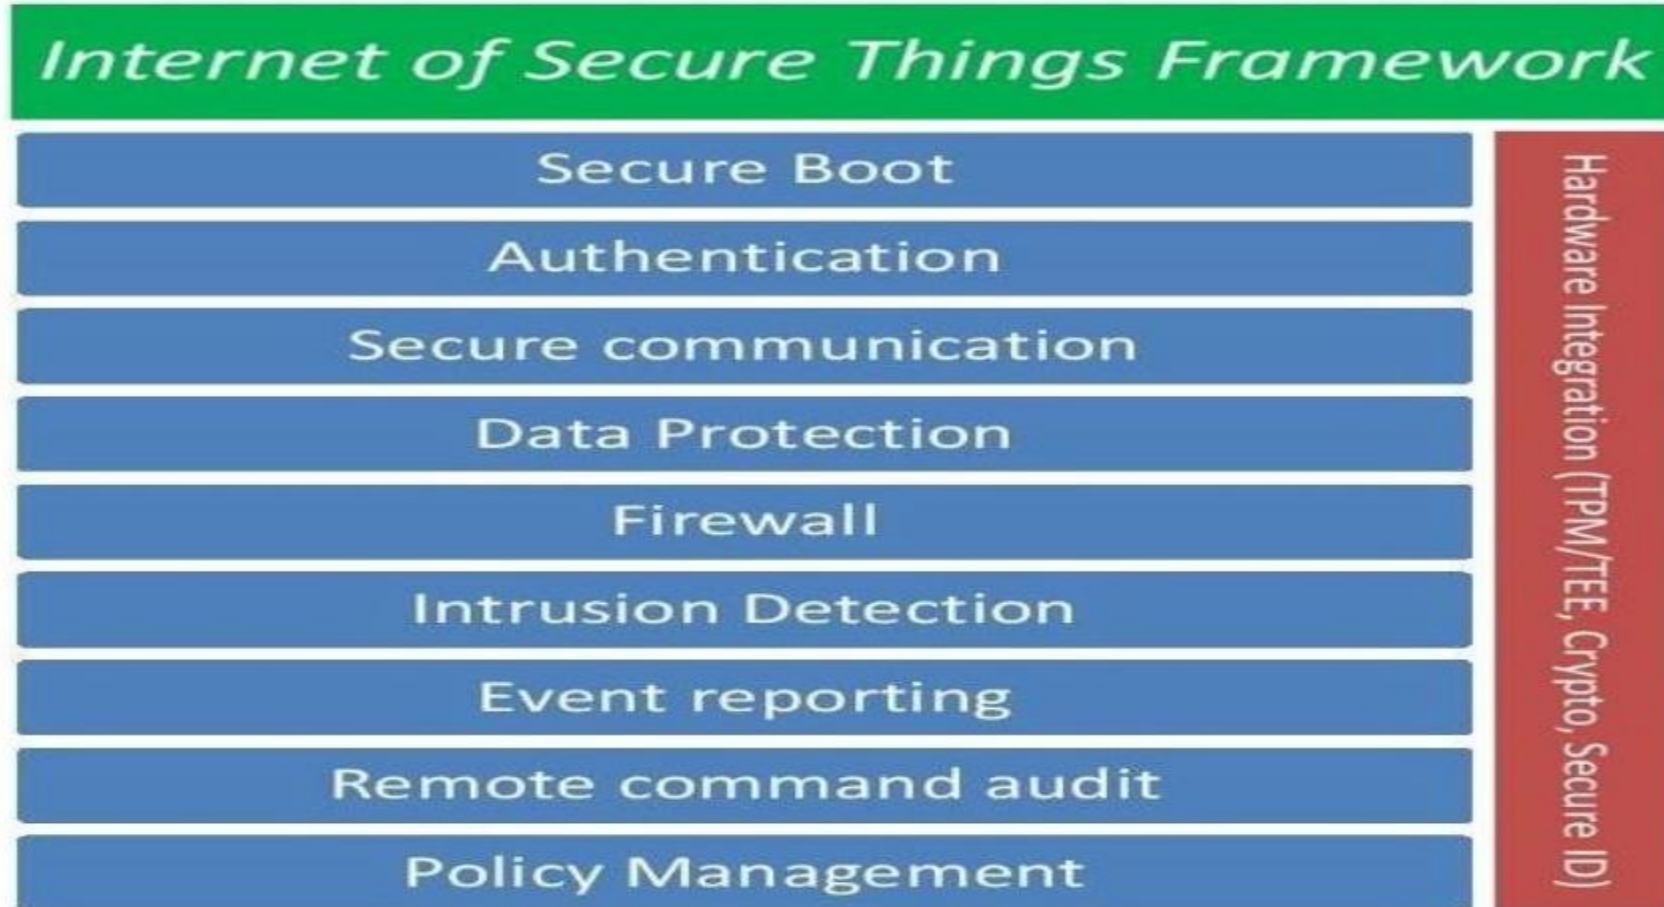 Internet of Secure Things Framework
Secure Boot
Authentication
Secure communication
Data Protection
Firewall
Intrusion Detection
Event reporting
Remote command audit
Policy Management
Hardware Integration (TPM/TEE, Crypto, Secure ID)